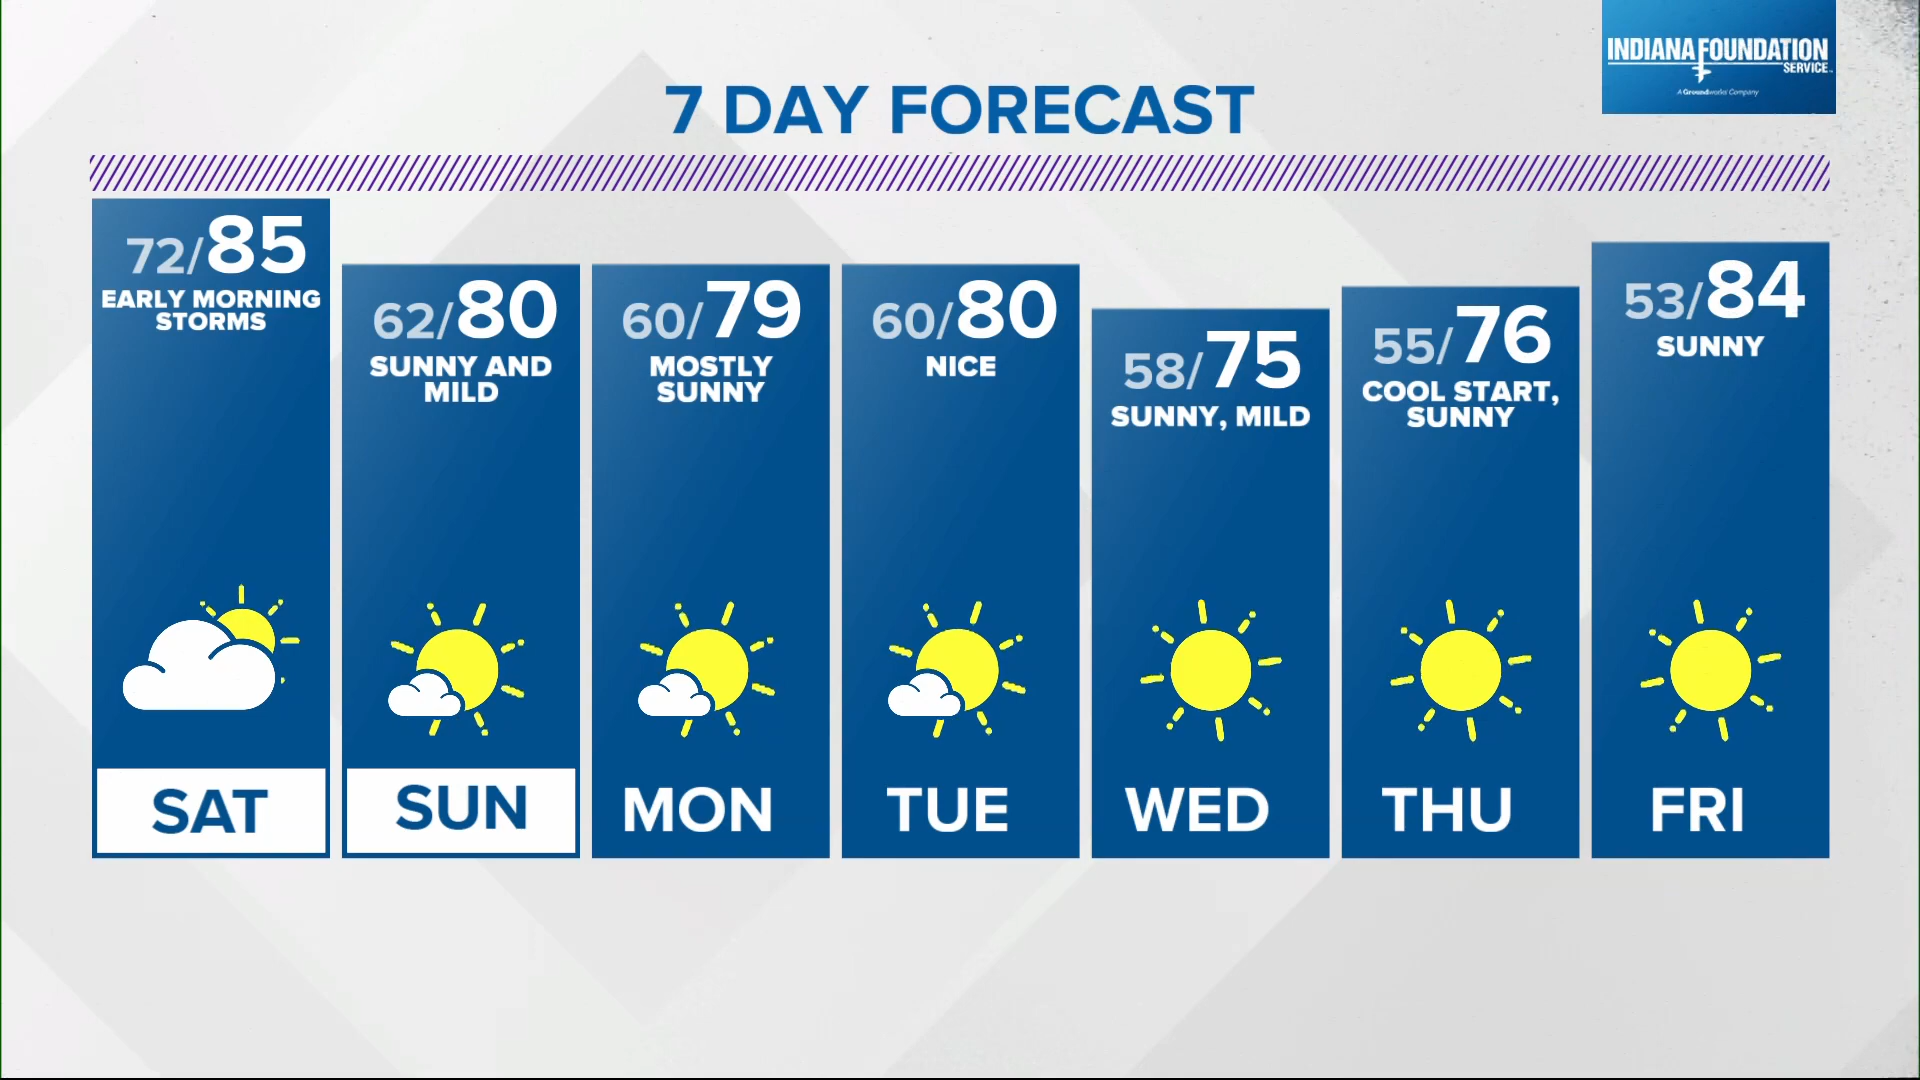 INDIANA FOUNDATION
SERVICE
A Groundworks Company
7 DAY FORECAST
72/85
EARLY MORNING
STORMS
SAT
62/80
SUNNY AND
MILD
SUN
60/79
MOSTLY
SUNNY
MON
60/80
NICE
TUE
58/75
SUNNY, MILD
WED
55/76
COOL START,
SUNNY
THU
53/84
SUNNY
FRI